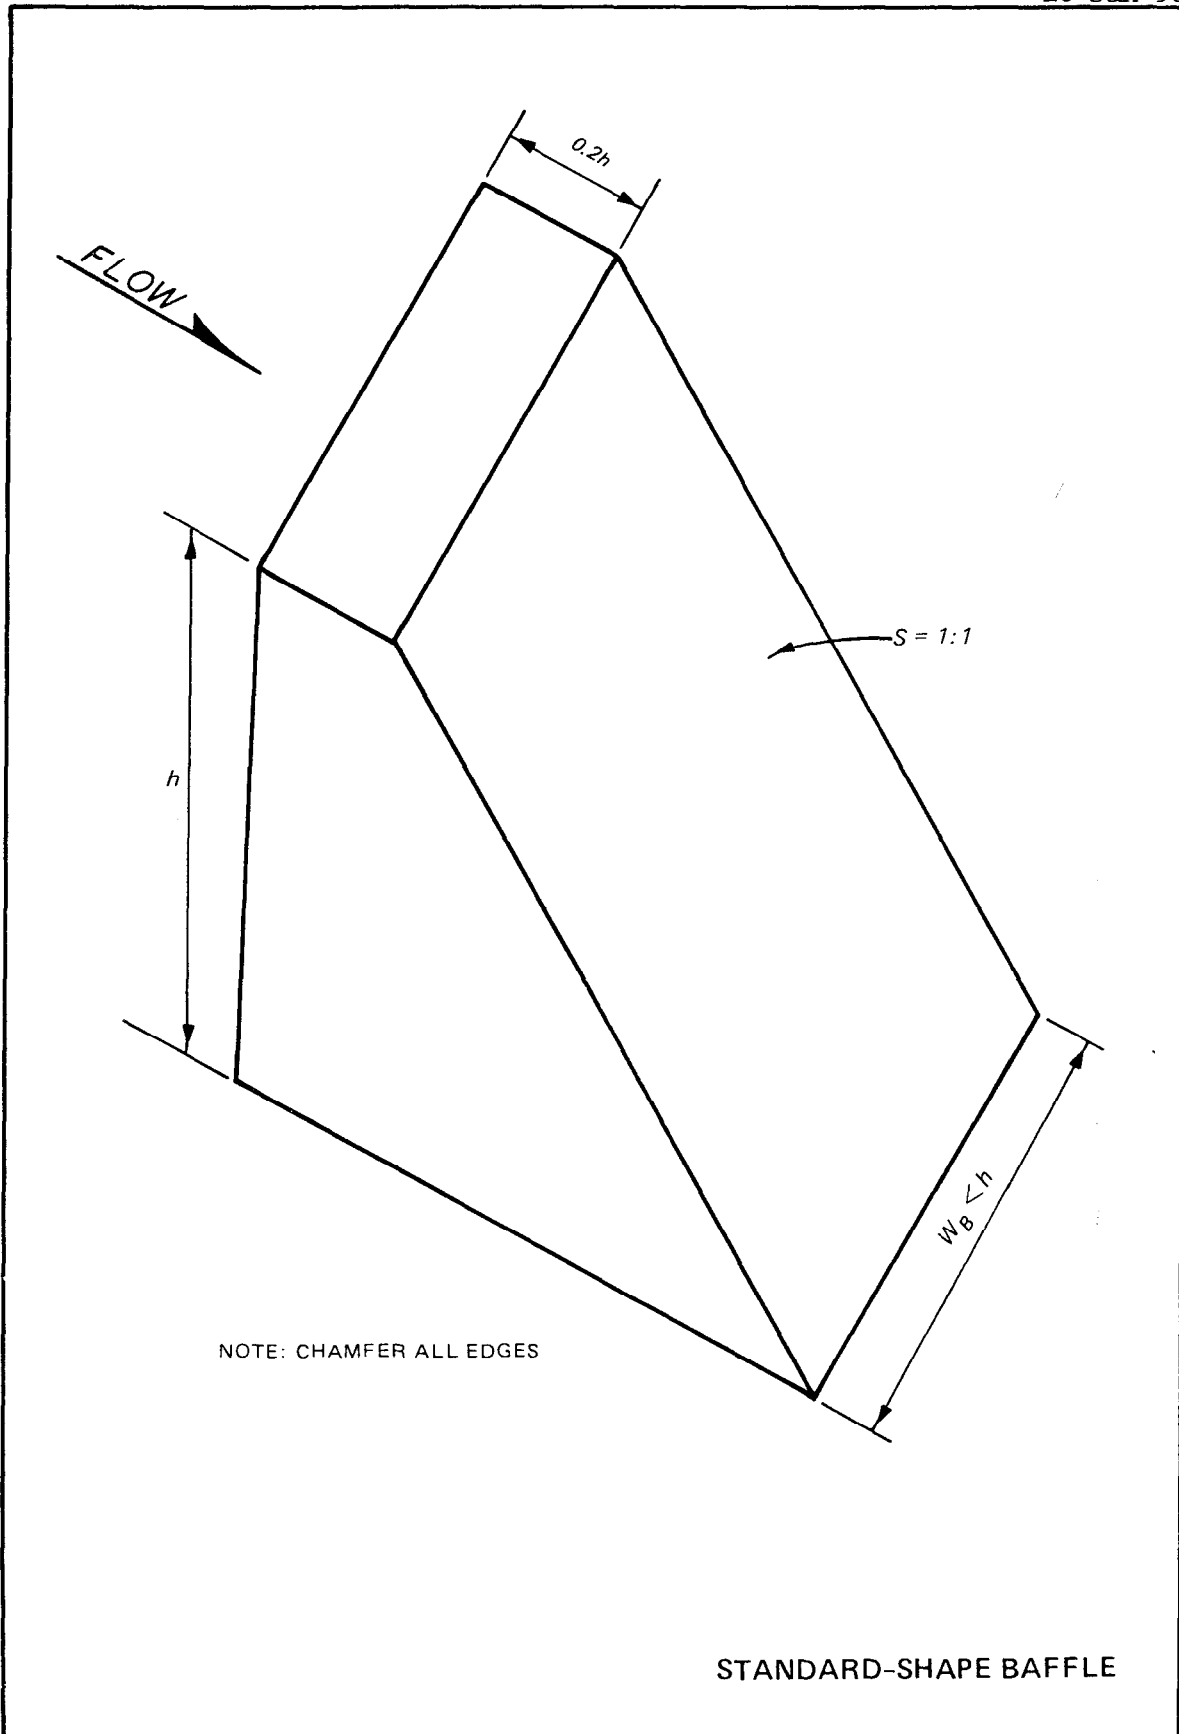 0.2h
FLOW
S = 1:1
h
W_B < h
NOTE: CHAMFER ALL EDGES
STANDARD-SHAPE BAFFLE